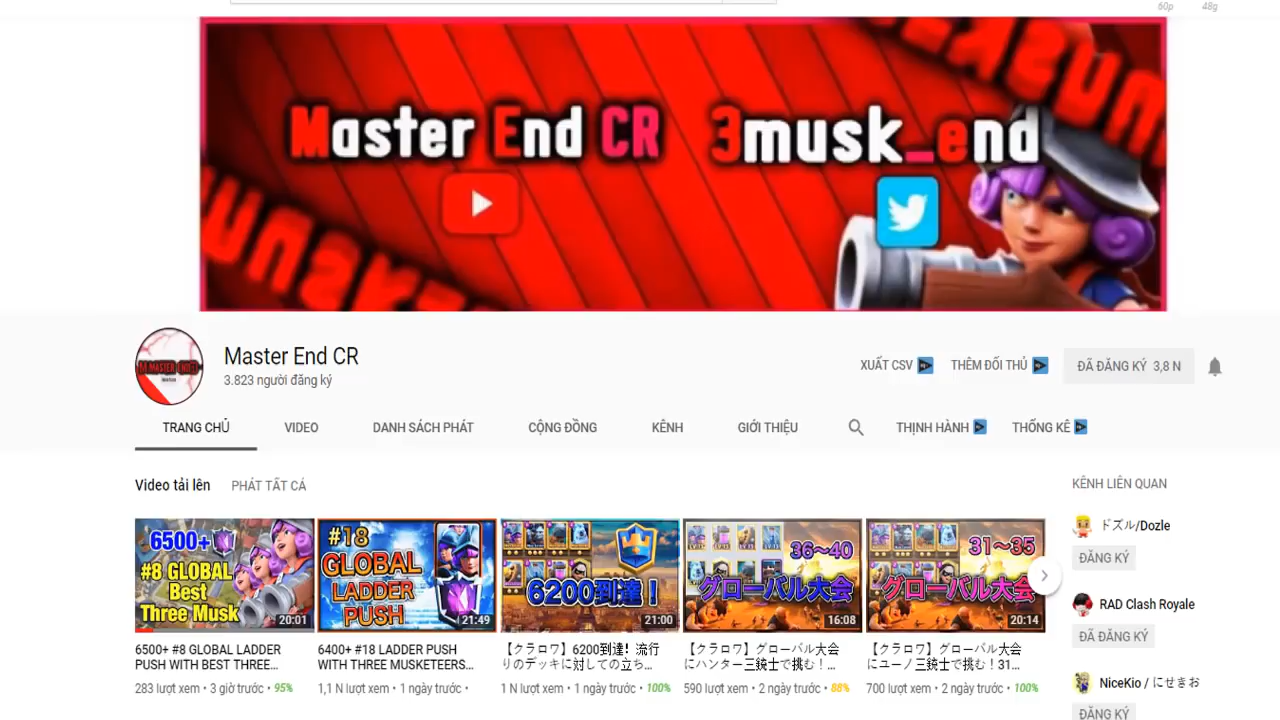 60p 48g
Master End CR 3musk_end
Master End CR
3.823 người đăng ký
XUẤT CSV THÊM ĐỐI THỦ ĐÃ ĐĂNG KÝ 3,8 N
TRANG CHỦ VIDEO DANH SÁCH PHÁT CỘNG ĐỒNG KÊNH GIỚI THIỆU THỊNH HÀNH THỐNG KÊ
Video tải lên PHÁT TẤT CẢ
6500+
#8 GLOBAL
Best
Three Musk
20:01
6500+ #8 GLOBAL LADDER
PUSH WITH BEST THREE...
283 lượt xem • 3 giờ trước • 95%
#18
GLOBAL
LADDER
PUSH
21:49
6400+ #18 LADDER PUSH
WITH THREE MUSKETEERS...
1,1 N lượt xem • 1 ngày trước •
6200到達！
21:00
【クラロワ】6200到達！流行
りのデッキに対しての立ち...
1 N lượt xem • 1 ngày trước • 100%
36～40
グローバル大会
16:08
【クラロワ】グローバル大会
にハンター三銃士で挑む！...
590 lượt xem • 2 ngày trước • 88%
31～35
グローバル大会
20:14
【クラロワ】グローバル大会
にユーノ三銃士で挑む！31...
700 lượt xem • 2 ngày trước • 100%
KÊNH LIÊN QUAN
ドズル/Dozle
ĐĂNG KÝ
RAD Clash Royale
ĐÃ ĐĂNG KÝ
NiceKio / にせきお
ĐĂNG KÝ